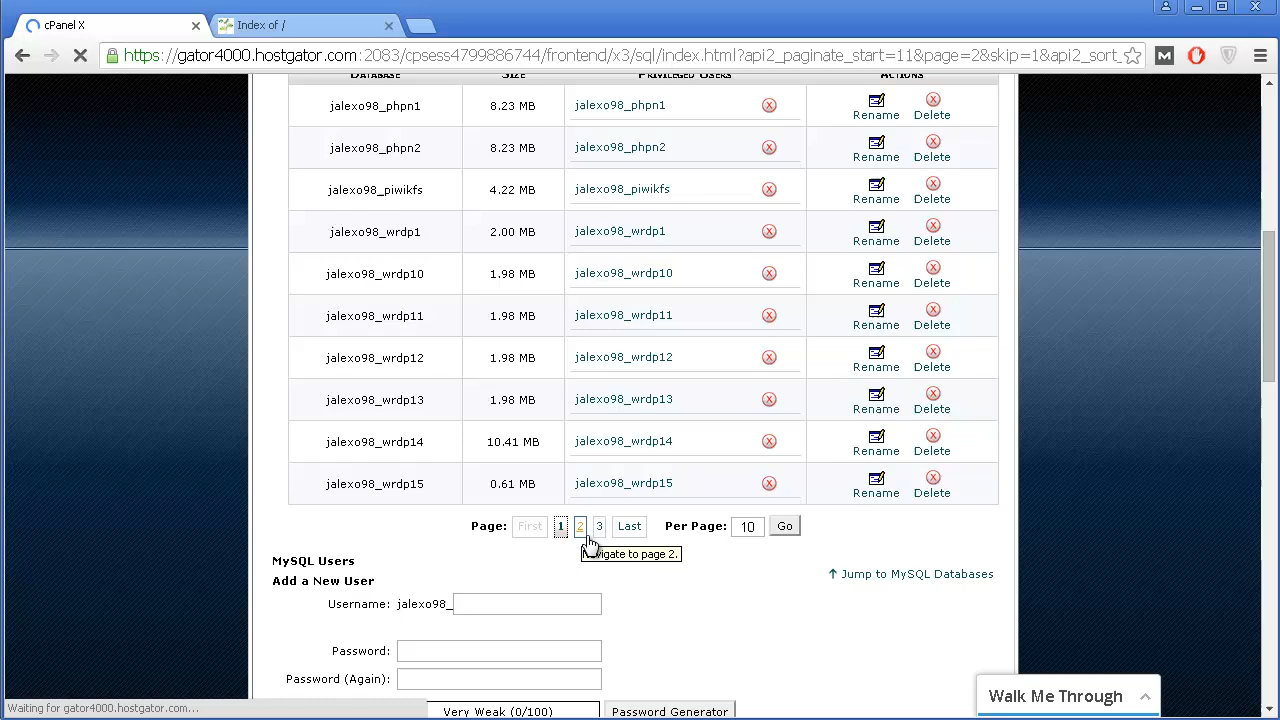 cPanel X
Index of /
https://gator4000.hostgator.com:2083/cpsess798867 /frontend/x3/sql/index.html?api2_paginate_start=11&page=2&skip=1&api2_sort_
DATABASE SIZE PRIVILEGED USERS ACTIONS
jalexo98_phpn1 8.23 MB jalexo98_phpn1 Rename Delete
jalexo98_phpn2 8.23 MB jalexo98_phpn2 Rename Delete
jalexo98_piwikfs 4.22 MB jalexo98_piwikfs Rename Delete
jalexo98_wrdp1 2.00 MB jalexo98_wrdp1 Rename Delete
jalexo98_wrdp10 1.98 MB jalexo98_wrdp10 Rename Delete
jalexo98_wrdp11 1.98 MB jalexo98_wrdp11 Rename Delete
jalexo98_wrdp12 1.98 MB jalexo98_wrdp12 Rename Delete
jalexo98_wrdp13 1.98 MB jalexo98_wrdp13 Rename Delete
jalexo98_wrdp14 10.41 MB jalexo98_wrdp14 Rename Delete
jalexo98_wrdp15 0.61 MB jalexo98_wrdp15 Rename Delete
Page: First 1 2 3 Last Per Page: 10 Go
Navigate to page 2.
MySQL Users
Add a New User
Jump to MySQL Databases
Username: jalexo98_
Password:
Password (Again):
Very Weak (0/100) Password Generator
Walk Me Through
Waiting for gator4000.hostgator.com...